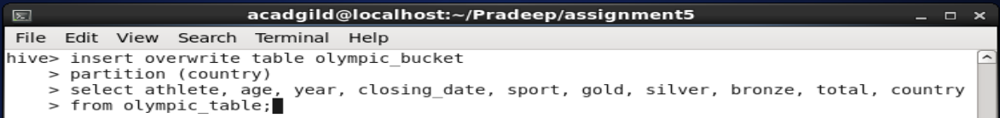 acadgild@localhost:~/Pradeep/assignment5
File Edit View Search Terminal Help
hive> insert overwrite table olympic_bucket
    > partition (country)
    > select athlete, age, year, closing_date, sport, gold, silver, bronze, total, country
    > from olympic_table;